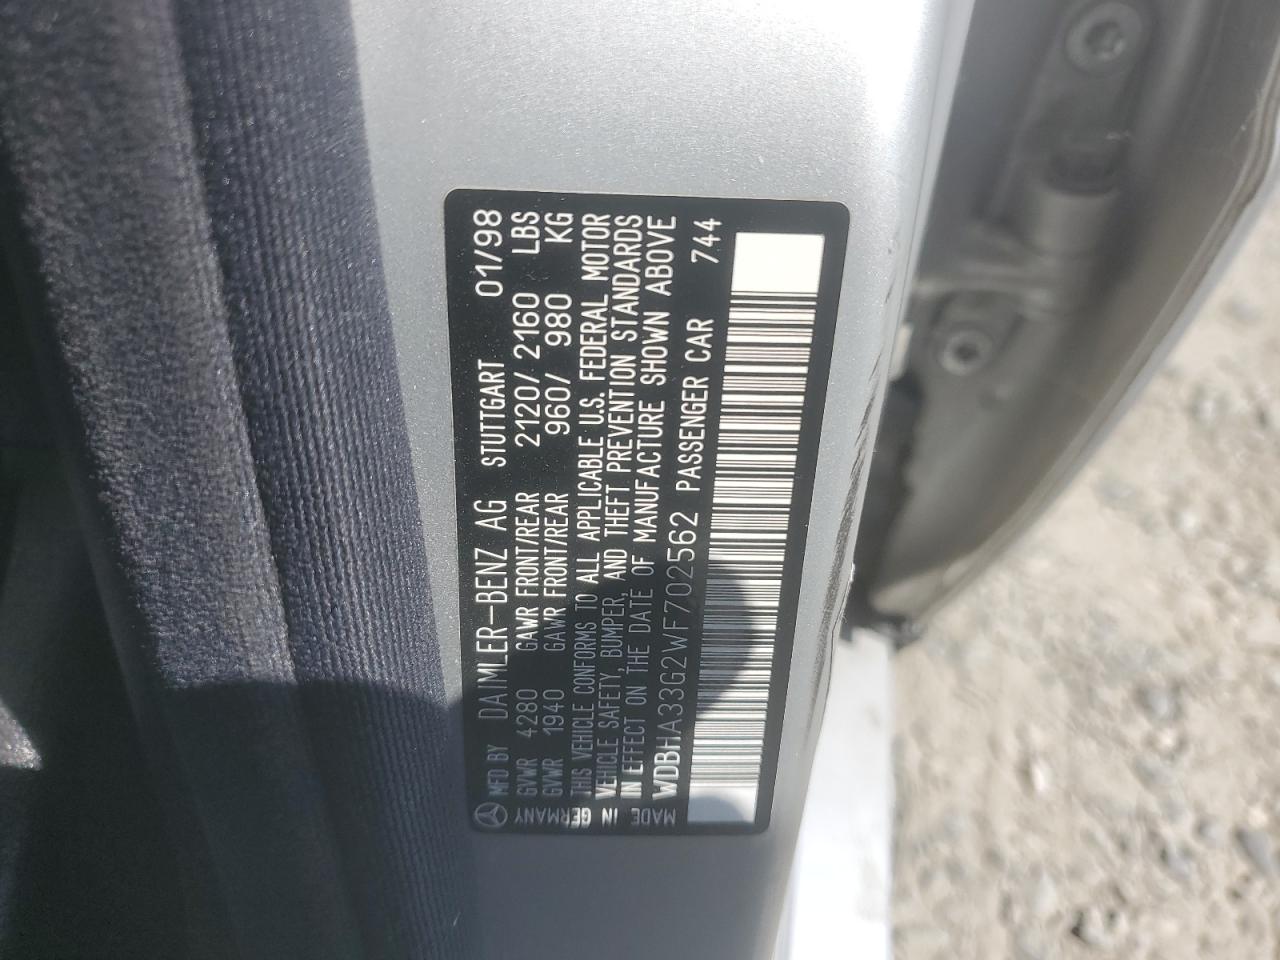 MFD BY DAIMLER-BENZ AG STUTTGART 01/98
GVWR 4280 GAWR FRONT/REAR 2120/ 2160 LBS
GVWR 1940 GAWR FRONT/REAR 960/ 980 KG
THIS VEHICLE CONFORMS TO ALL APPLICABLE U.S. FEDERAL MOTOR
VEHICLE SAFETY, BUMPER, AND THEFT PREVENTION STANDARDS
IN EFFECT ON THE DATE OF MANUFACTURE SHOWN ABOVE
WDBHA33G2WF702562 PASSENGER CAR 744
MADE IN GERMANY